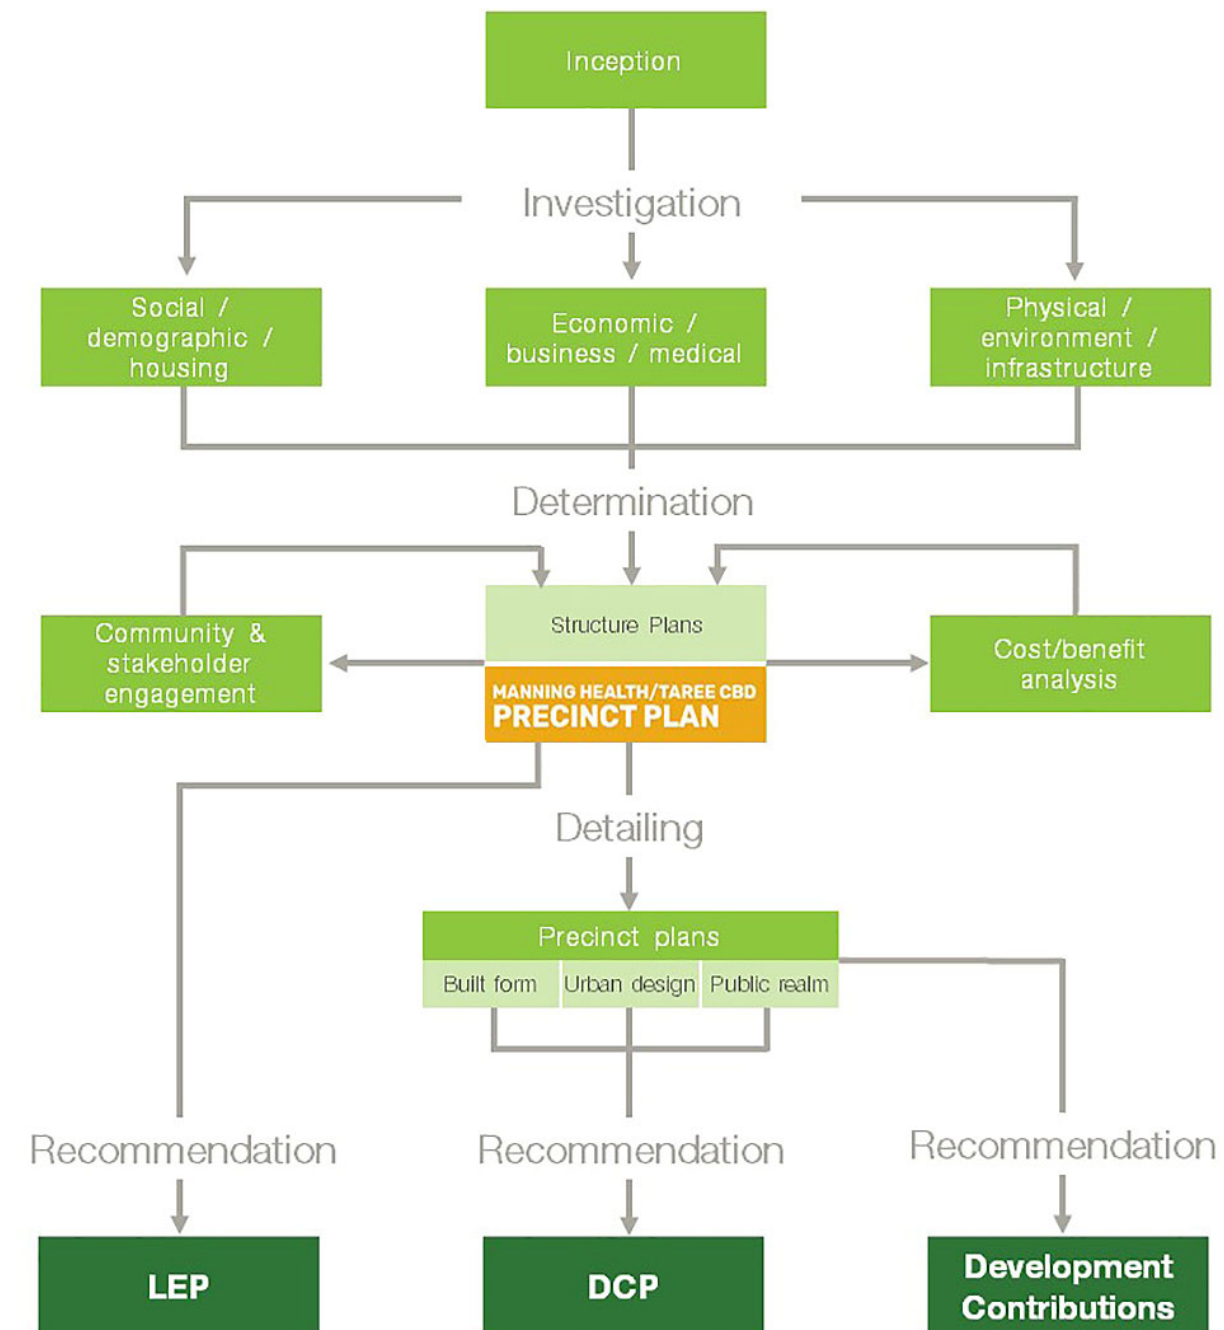 Inception
Investigation
Social /
demographic /
housing
Economic /
business / medical
Physical /
environment /
infrastructure
Determination
Community &
stakeholder
engagement
Structure Plans
MANNING HEALTH/TAREE CBD
PRECINCT PLAN
Cost/benefit
analysis
Detailing
Precinct plans
Built form
Urban design
Public realm
Recommendation
Recommendation
Recommendation
LEP
DCP
Development
Contributions